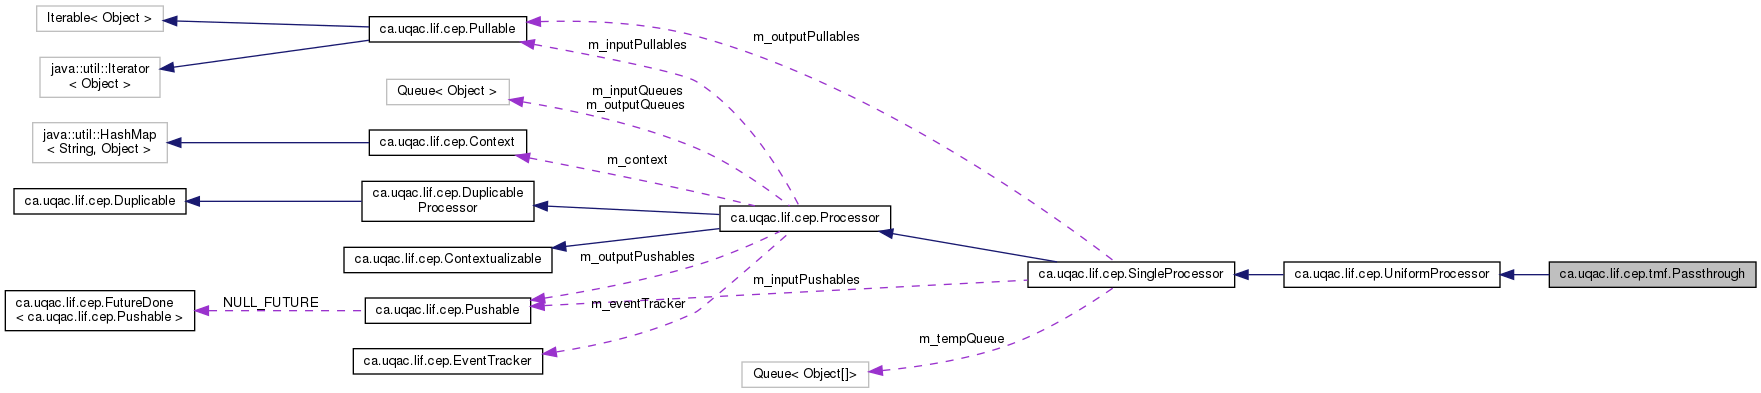 Iterable< Object >
ca.uqac.lif.cep.Pullable
m_outputPullables
m_inputPullables
java::util::Iterator
< Object >
Queue< Object >
m_inputQueues
m_outputQueues
java::util::HashMap
< String, Object >
ca.uqac.lif.cep.Context
m_context
ca.uqac.lif.cep.Duplicable
ca.uqac.lif.cep.Duplicable
Processor
ca.uqac.lif.cep.Processor
ca.uqac.lif.cep.Contextualizable
m_outputPushables
m_inputPushables
ca.uqac.lif.cep.SingleProcessor
ca.uqac.lif.cep.UniformProcessor
ca.uqac.lif.cep.tmf.Passthrough
ca.uqac.lif.cep.FutureDone
< ca.uqac.lif.cep.Pushable >
NULL_FUTURE
ca.uqac.lif.cep.Pushable
m_eventTracker
m_tempQueue
ca.uqac.lif.cep.EventTracker
Queue< Object[]>